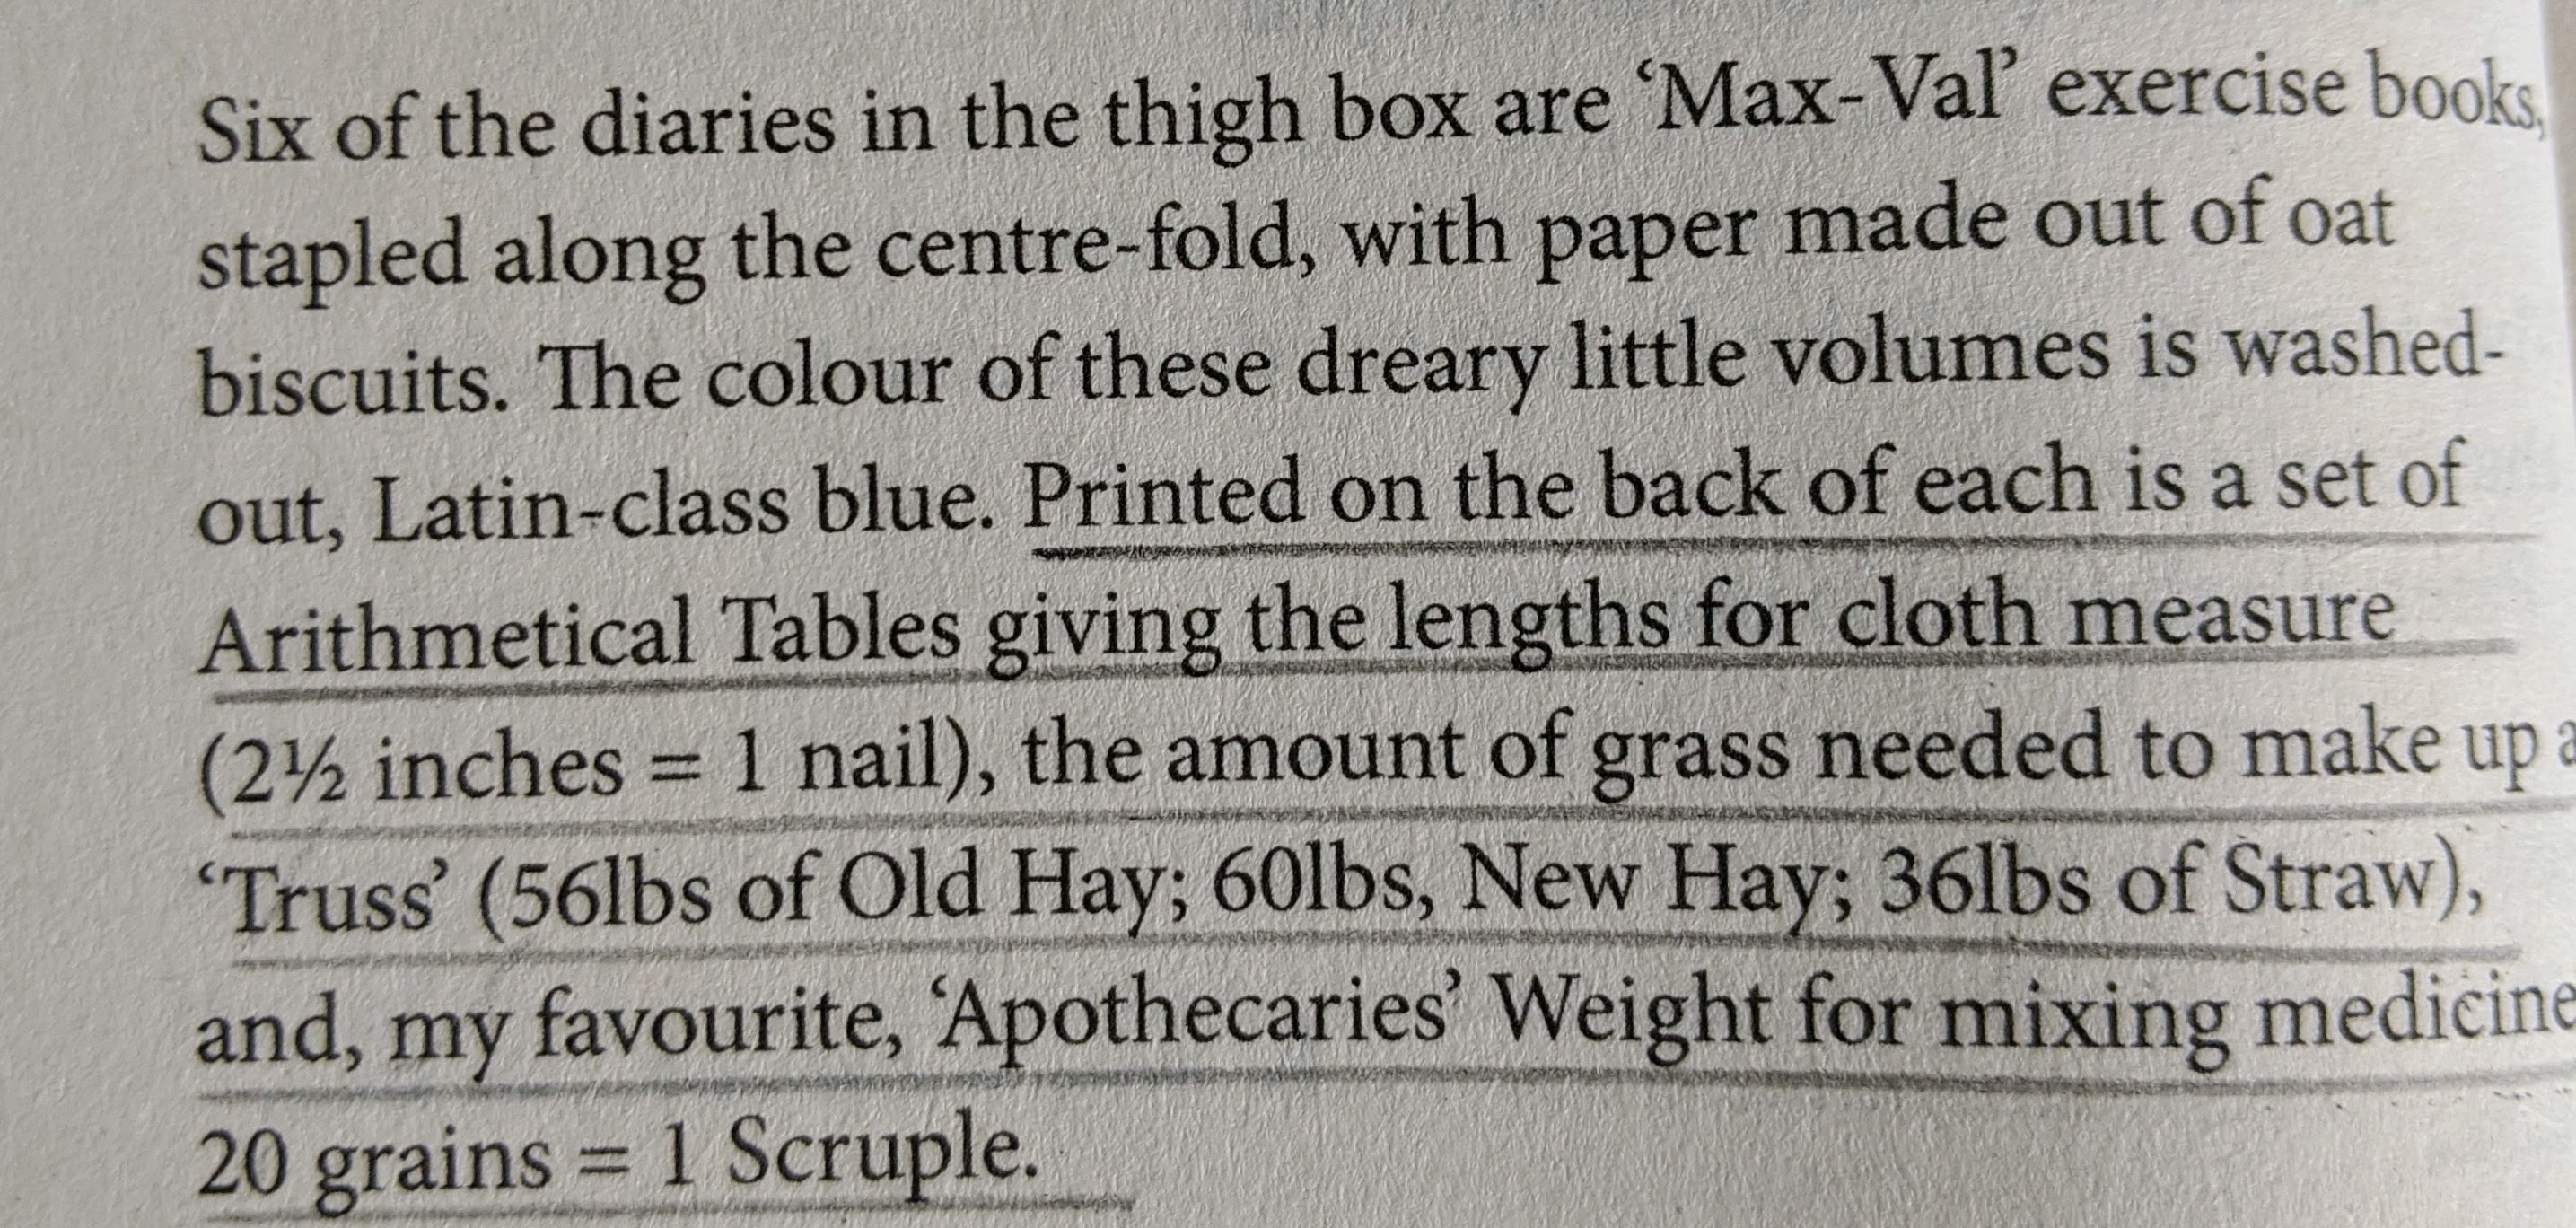 Six of the diaries in the thigh box are ‘Max-Val’ exercise books,
stapled along the centre-fold, with paper made out of oat
biscuits. The colour of these dreary little volumes is washed-
out, Latin-class blue. Printed on the back of each is a set of
Arithmetical Tables giving the lengths for cloth measure
(2½ inches = 1 nail), the amount of grass needed to make up a
‘Truss’ (56lbs of Old Hay; 60lbs, New Hay; 36lbs of Straw),
and, my favourite, ‘Apothecaries’ Weight for mixing medicine
20 grains = 1 Scruple.